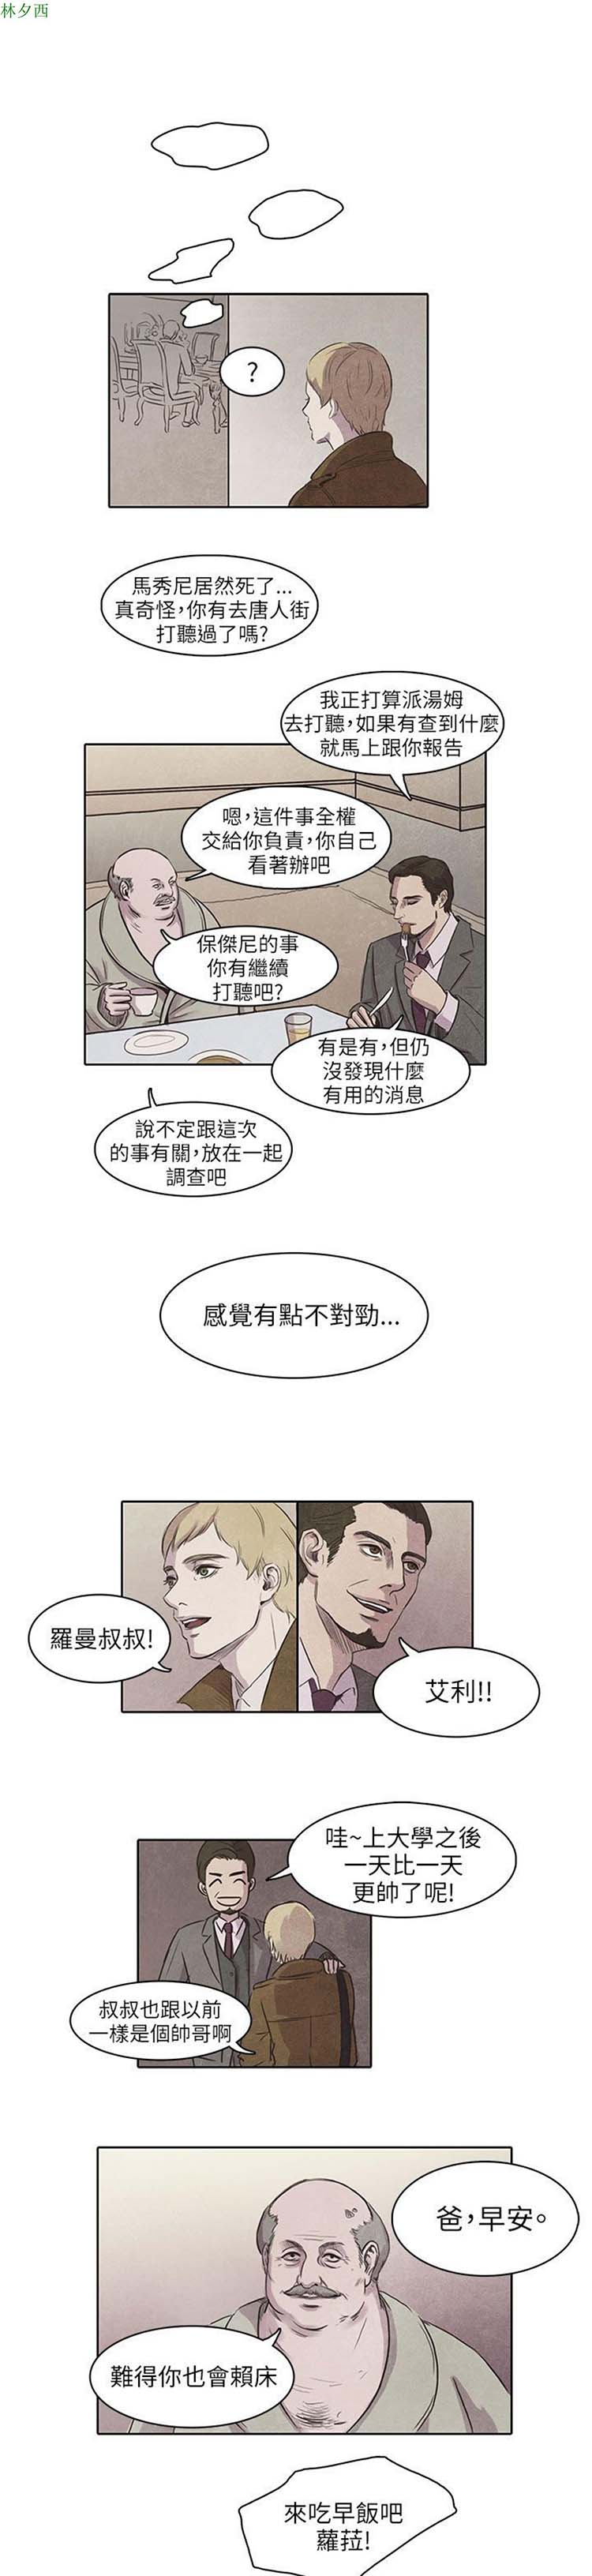 林夕西
?
馬秀尼居然死了...
真奇怪，你有去唐人街
打聽過了嗎?
我正打算派湯姆
去打聽，如果有查到什麼
就馬上跟你報告
嗯，這件事全權
交給你負責，你自己
看著辦吧
保傑尼的事
你有繼續
打聽吧?
有是有，但仍
沒發現什麼
有用的消息
說不定跟這次
的事有關，放在一起
調查吧
感覺有點不對勁...
羅曼叔叔!
艾利!!
哇~上大學之後
一天比一天
更帥了呢!
叔叔也跟以前
一樣是個帥哥啊
爸，早安。
難得你也會賴床
來吃早飯吧
蘿菈!